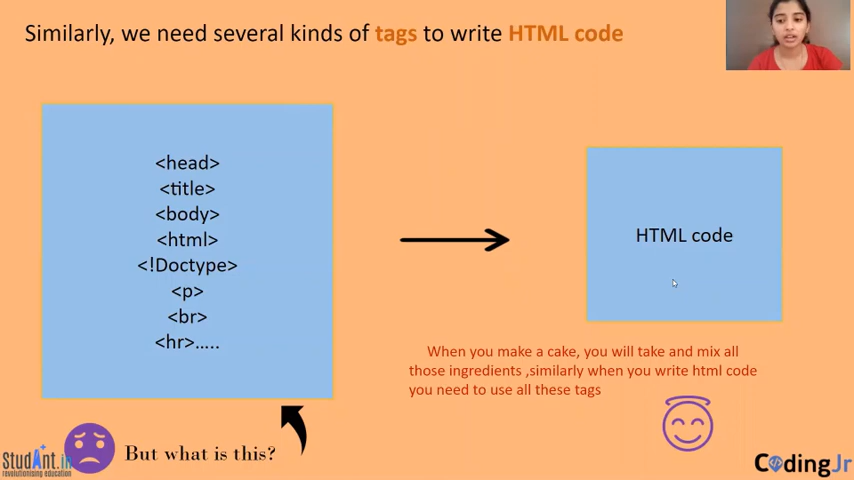 Similarly, we need several kinds of tags to write HTML code
<head>
<title>
<body>
<html>
<!Doctype>
<p>
<br>
<hr>.....
HTML code
When you make a cake, you will take and mix all
those ingredients ,similarly when you write html code
you need to use all these tags
But what is this?
StudAnt.in
revolutionising education
CodingJr